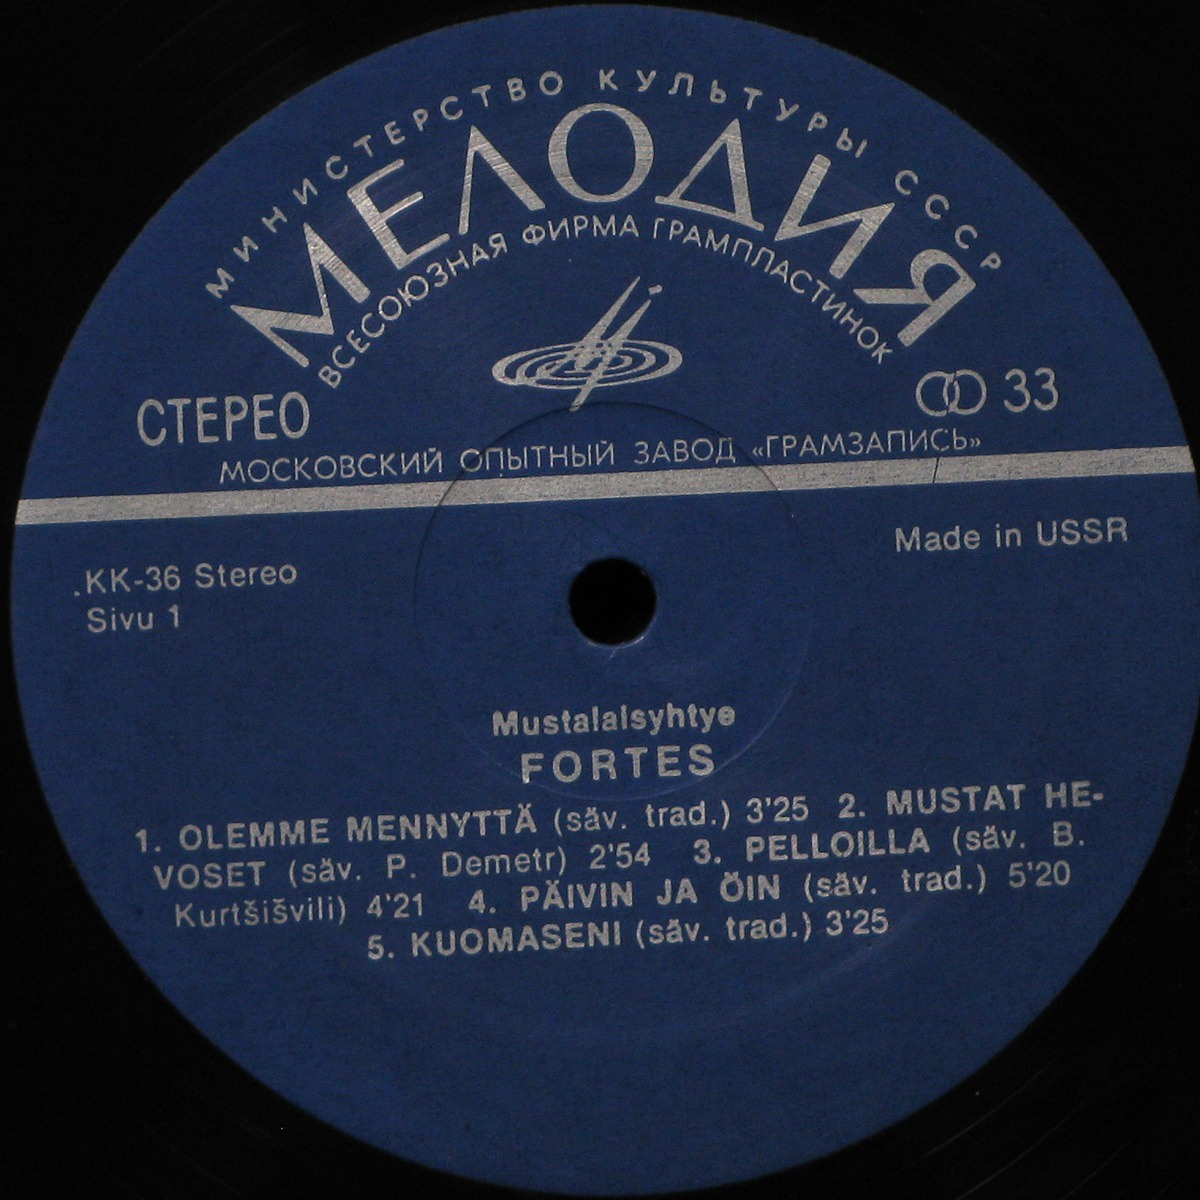 МИНИСТЕРСТВО КУЛЬТУРЫ СССР
МЕЛОДИЯ
ВСЕСОЮЗНАЯ ФИРМА ГРАМПЛАСТИНОК
СТЕРЕО
33
МОСКОВСКИЙ ОПЫТНЫЙ ЗАВОД «ГРАМЗАПИСЬ»
Made in USSR
.KK-36 Stereo
Sivu 1
Mustalaisyhtye
FORTES
1. OLEMME MENNYTTÄ (säv. trad.) 3'25 2. MUSTAT HE-
VOSET (säv. P. Demetr) 2'54 3. PELLOILLA (säv. B.
Kurtšišvili) 4'21 4. PÄIVIN JA ÖIN (säv. trad.) 5'20
5. KUOMASENI (säv. trad.) 3'25